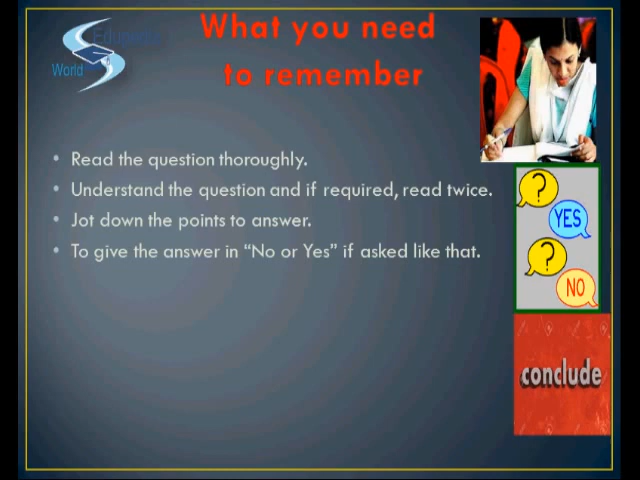 What you need
to remember
World
• Read the question thoroughly.
• Understand the question and if required, read twice.
• Jot down the points to answer.
• To give the answer in “No or Yes” if asked like that.
?
YES
?
NO
conclude